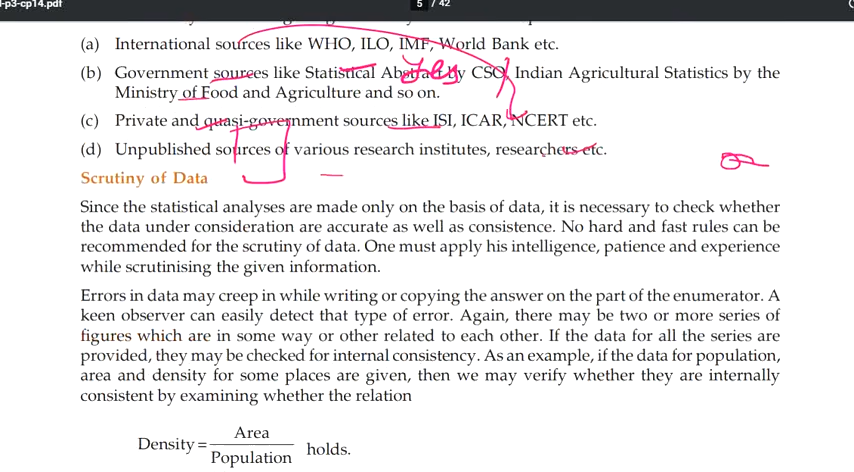 l-p3-cp14.pdf
5 / 42
(a) International sources like WHO, ILO, IMF, World Bank etc.
(b) Government sources like Statistical Abstract by CSO, Indian Agricultural Statistics by the
Ministry of Food and Agriculture and so on.
(c) Private and quasi-government sources like ISI, ICAR, NCERT etc.
(d) Unpublished sources of various research institutes, researchers etc.
Scrutiny of Data
Since the statistical analyses are made only on the basis of data, it is necessary to check whether
the data under consideration are accurate as well as consistence. No hard and fast rules can be
recommended for the scrutiny of data. One must apply his intelligence, patience and experience
while scrutinising the given information.
Errors in data may creep in while writing or copying the answer on the part of the enumerator. A
keen observer can easily detect that type of error. Again, there may be two or more series of
figures which are in some way or other related to each other. If the data for all the series are
provided, they may be checked for internal consistency. As an example, if the data for population,
area and density for some places are given, then we may verify whether they are internally
consistent by examining whether the relation
Density = Area
Population holds.